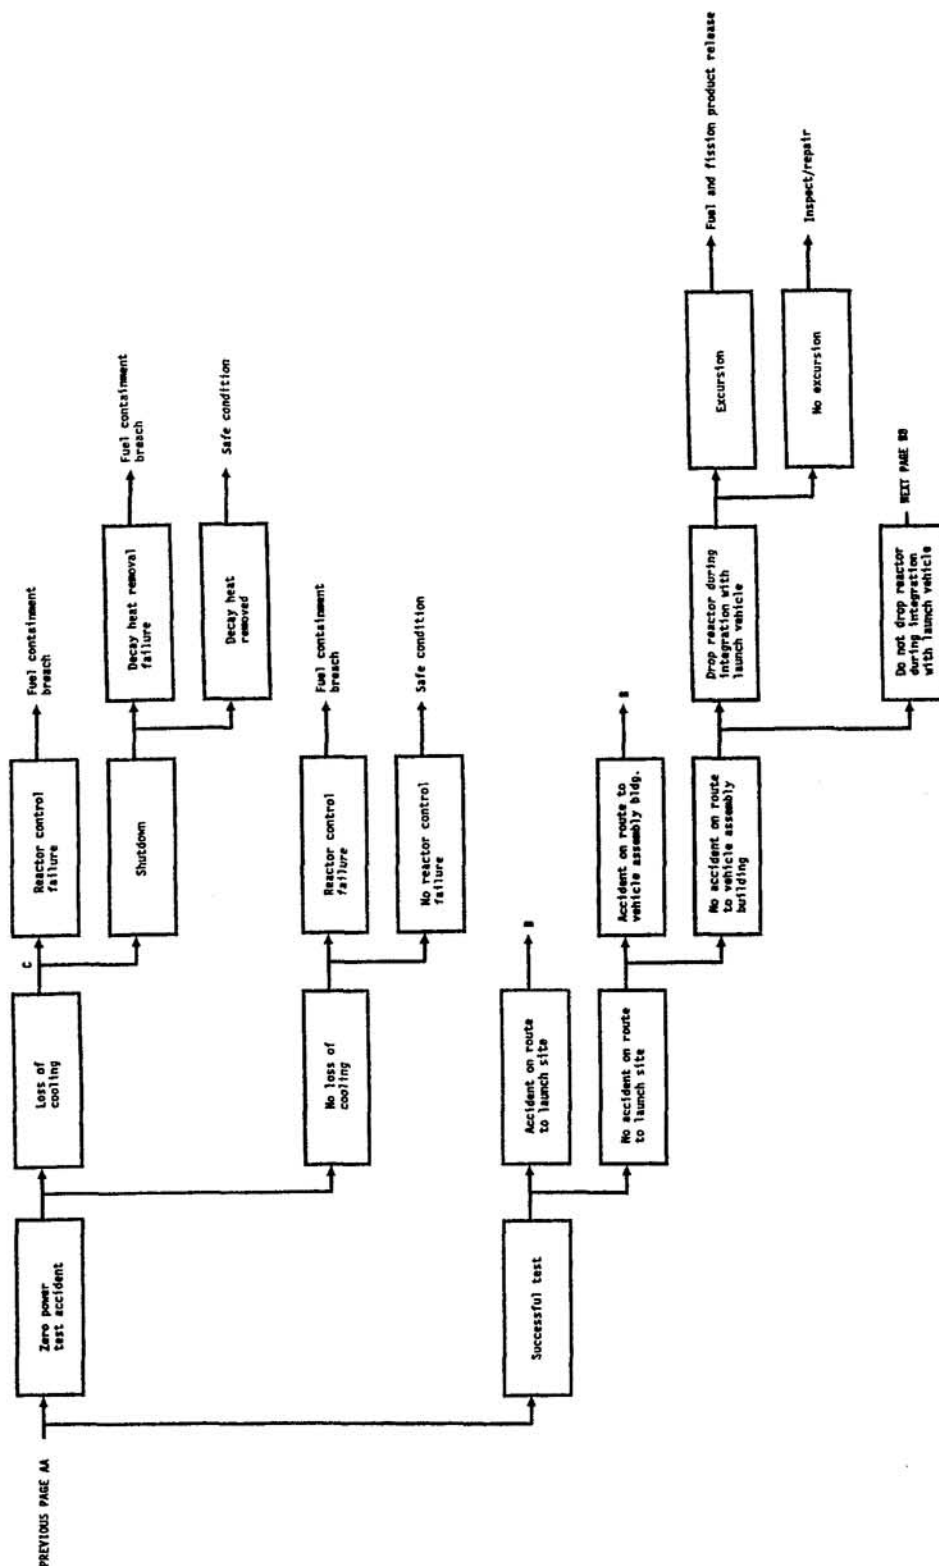 PREVIOUS PAGE AA
Zero power
test accident
Loss of
cooling
C
Reactor control
failure
Fuel containment
breach
Shutdown
Decay heat removal
failure
Fuel containment
breach
Decay heat
removed
Safe condition
No loss of
cooling
Reactor control
failure
Fuel containment
breach
No reactor control
failure
Safe condition
Successful test
Accident on route
to launch site
B
No accident on route
to launch site
Accident on route to
vehicle assembly bldg.
B
No accident on route
to vehicle assembly
building
Drop reactor during
integration with
launch vehicle
Excursion
Fuel and fission product release
No excursion
Inspect/repair
Do not drop reactor
during integration
with launch vehicle
NEXT PAGE BB